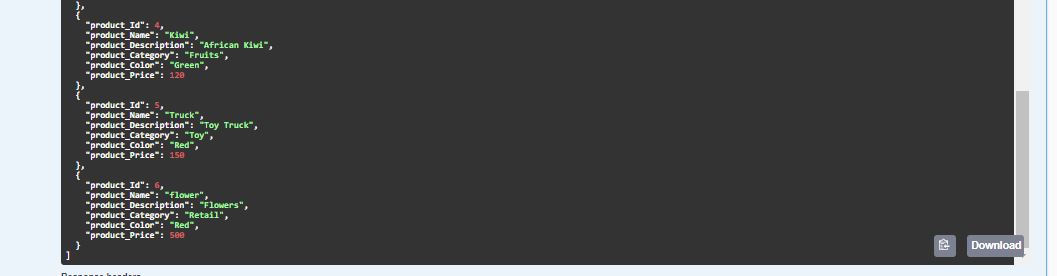 },
{
"product_Id": 4,
"product_Name": "Kiwi",
"product_Description": "African Kiwi",
"product_Category": "Fruits",
"product_Color": "Green",
"product_Price": 120
},
{
"product_Id": 5,
"product_Name": "Truck",
"product_Description": "Toy Truck",
"product_Category": "Toy",
"product_Color": "Red",
"product_Price": 150
},
{
"product_Id": 6,
"product_Name": "flower",
"product_Description": "Flowers",
"product_Category": "Retail",
"product_Color": "Red",
"product_Price": 500
}
]
Download
Response headers